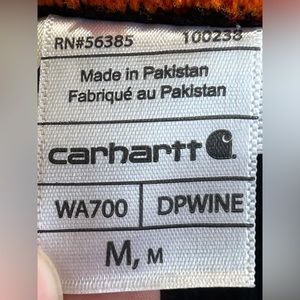 RN#56385 100238
Made in Pakistan
Fabriqué au Pakistan
carhartt
WA700 DPWINE
M, M